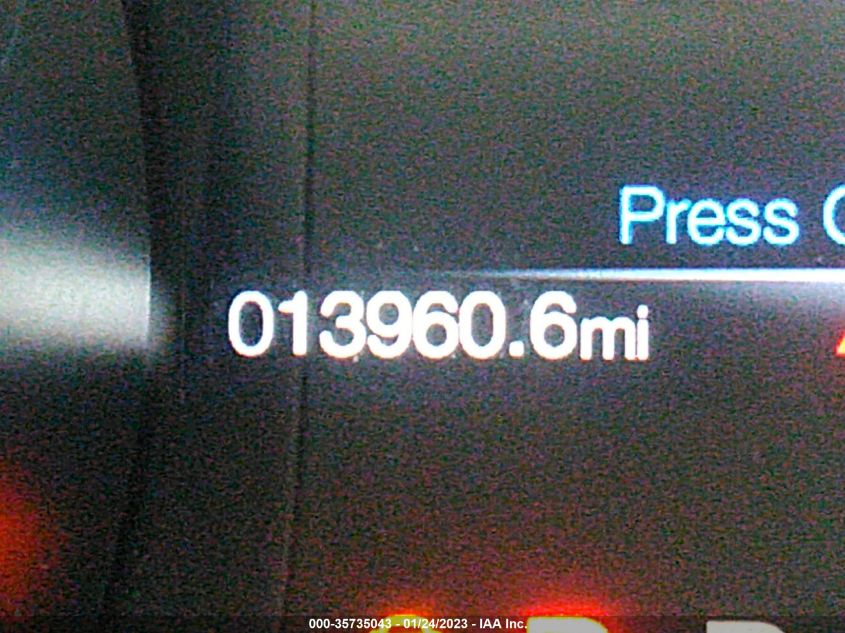 Press
013960.6mi
000-35735043 - 01/24/2023 - IAA Inc.